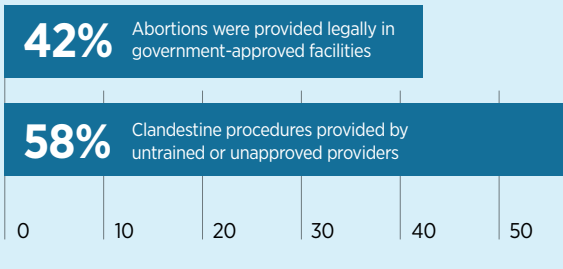 42%
Abortions were provided legally in
government-approved facilities
58%
Clandestine procedures provided by
untrained or unapproved providers
0 10 20 30 40 50